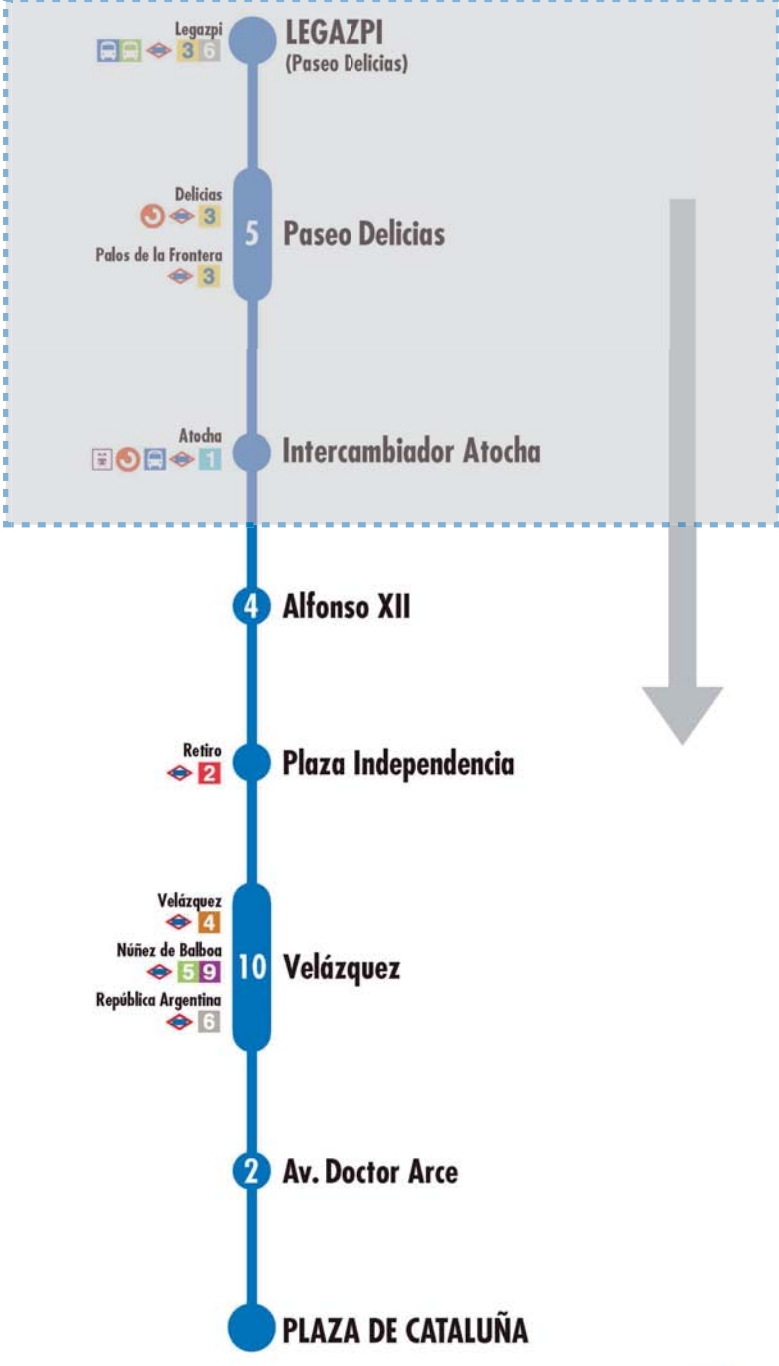 Legazpi
3 6
LEGAZPI
(Paseo Delicias)
Delicias
3
Palos de la Frontera
3
5
Paseo Delicias
Atocha
1
Intercambiador Atocha
4
Alfonso XII
Retiro
2
Plaza Independencia
Velázquez
4
Núñez de Balboa
5 9
República Argentina
6
10
Velázquez
2
Av. Doctor Arce
PLAZA DE CATALUÑA